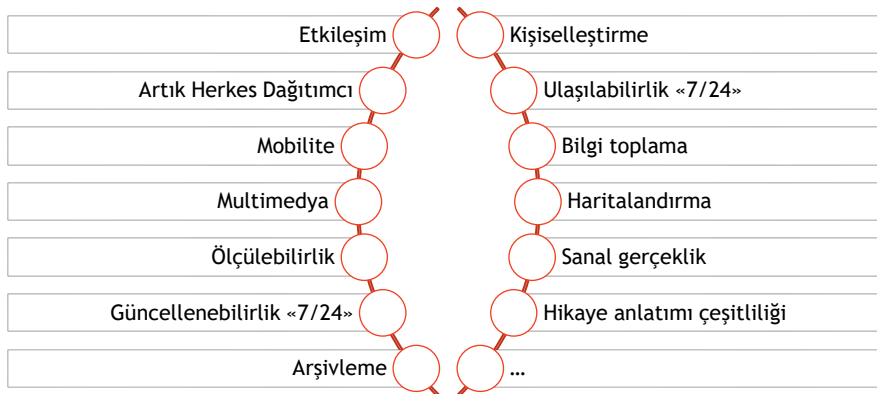 Etkileşim
Artık Herkes Dağıtımcı
Mobilite
Multimedya
Ölçülebilirlik
Güncellenebilirlik «7/24»
Arşivleme
Kişiselleştirme
Ulaşılabilirlik «7/24»
Bilgi toplama
Haritalandırma
Sanal gerçeklik
Hikaye anlatımı çeşitliliği
…